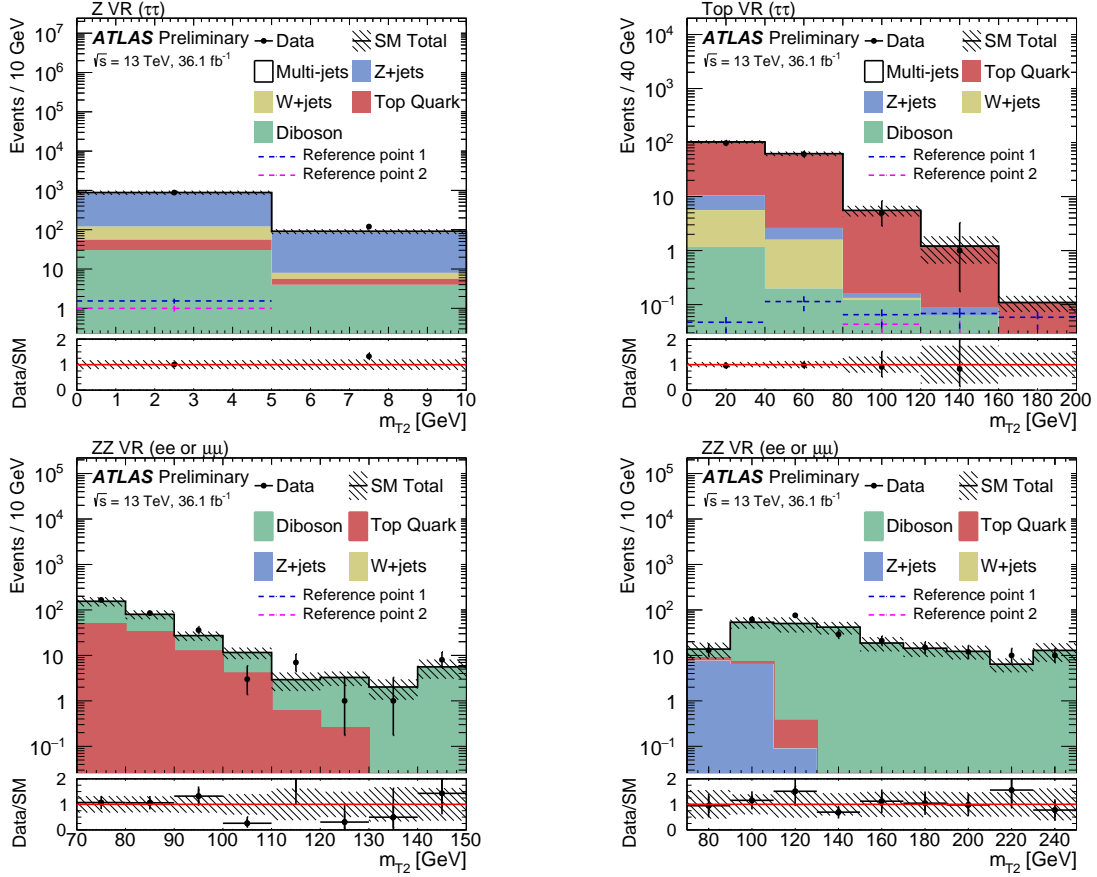 Z VR (ττ)
ATLAS Preliminary
√s = 13 TeV, 36.1 fb⁻¹
Data
SM Total
Multi-jets
Z+jets
W+jets
Top Quark
Diboson
Reference point 1
Reference point 2
Events / 10 GeV
10⁷
10⁶
10⁵
10⁴
10³
10²
10
1
Data/SM
2
1
0
0 1 2 3 4 5 6 7 8 9 10
m_T2 [GeV]
Top VR (ττ)
ATLAS Preliminary
√s = 13 TeV, 36.1 fb⁻¹
Data
SM Total
Multi-jets
Top Quark
Z+jets
W+jets
Diboson
Reference point 1
Reference point 2
Events / 40 GeV
10⁴
10³
10²
10
1
10⁻¹
Data/SM
2
1
0
0 20 40 60 80 100 120 140 160 180 200
m_T2 [GeV]
ZZ VR (ee or μμ)
ATLAS Preliminary
√s = 13 TeV, 36.1 fb⁻¹
Data
SM Total
Diboson
Top Quark
Z+jets
W+jets
Reference point 1
Reference point 2
Events / 10 GeV
10⁵
10⁴
10³
10²
10
1
10⁻¹
Data/SM
2
1
0
70 80 90 100 110 120 130 140 150
m_T2 [GeV]
ZZ VR (ee or μμ)
ATLAS Preliminary
√s = 13 TeV, 36.1 fb⁻¹
Data
SM Total
Diboson
Top Quark
Z+jets
W+jets
Reference point 1
Reference point 2
Events / 10 GeV
10⁵
10⁴
10³
10²
10
1
10⁻¹
Data/SM
2
1
0
80 100 120 140 160 180 200 220 240
m_T2 [GeV]